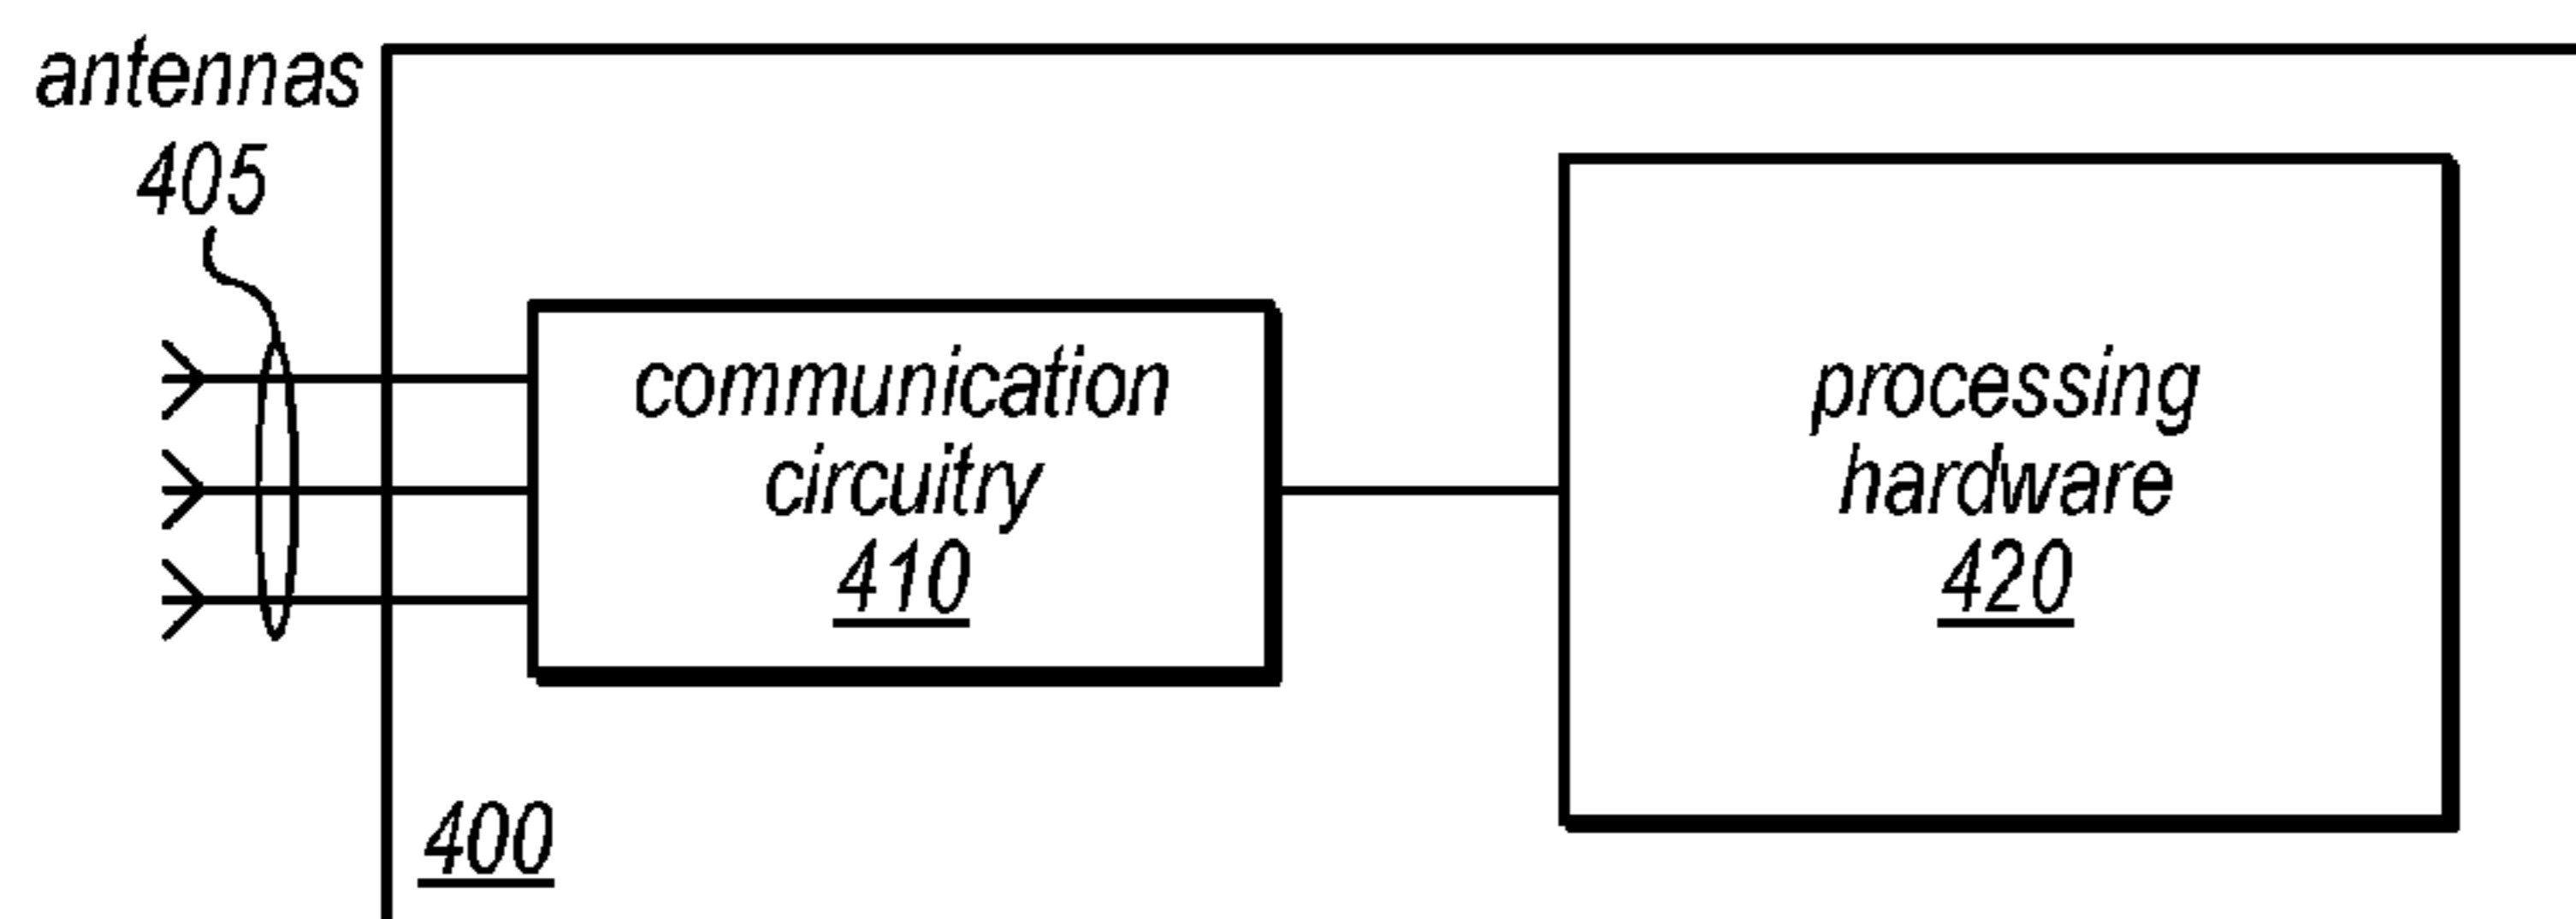 antennas
405
communication
circuitry
410
processing
hardware
420
400